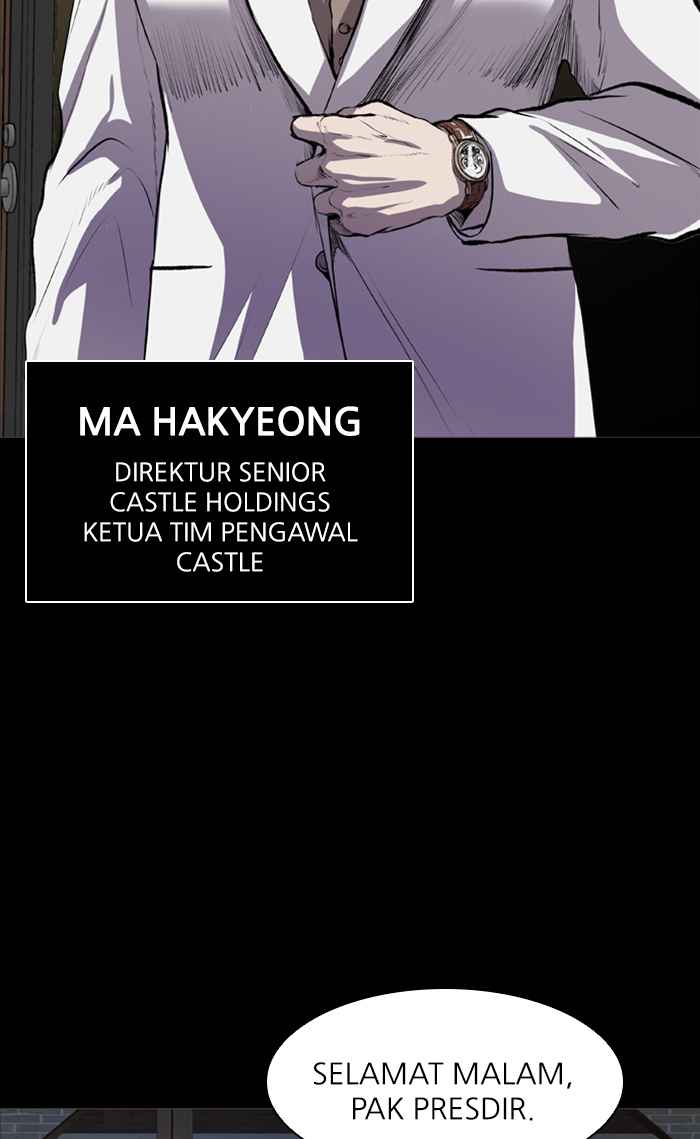 MA HAKYEONG
DIREKTUR SENIOR
CASTLE HOLDINGS
KETUA TIM PENGAWAL
CASTLE
SELAMAT MALAM,
PAK PRESDIR.